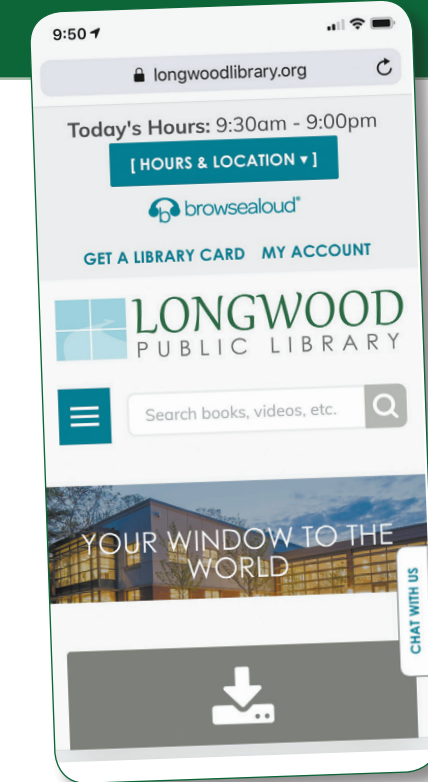 9:50
longwoodlibrary.org
Today's Hours: 9:30am - 9:00pm
[ HOURS & LOCATION ▾ ]
browsealoud®
GET A LIBRARY CARD MY ACCOUNT
LONGWOOD
PUBLIC LIBRARY
Search books, videos, etc.
YOUR WINDOW TO THE
WORLD
CHAT WITH US